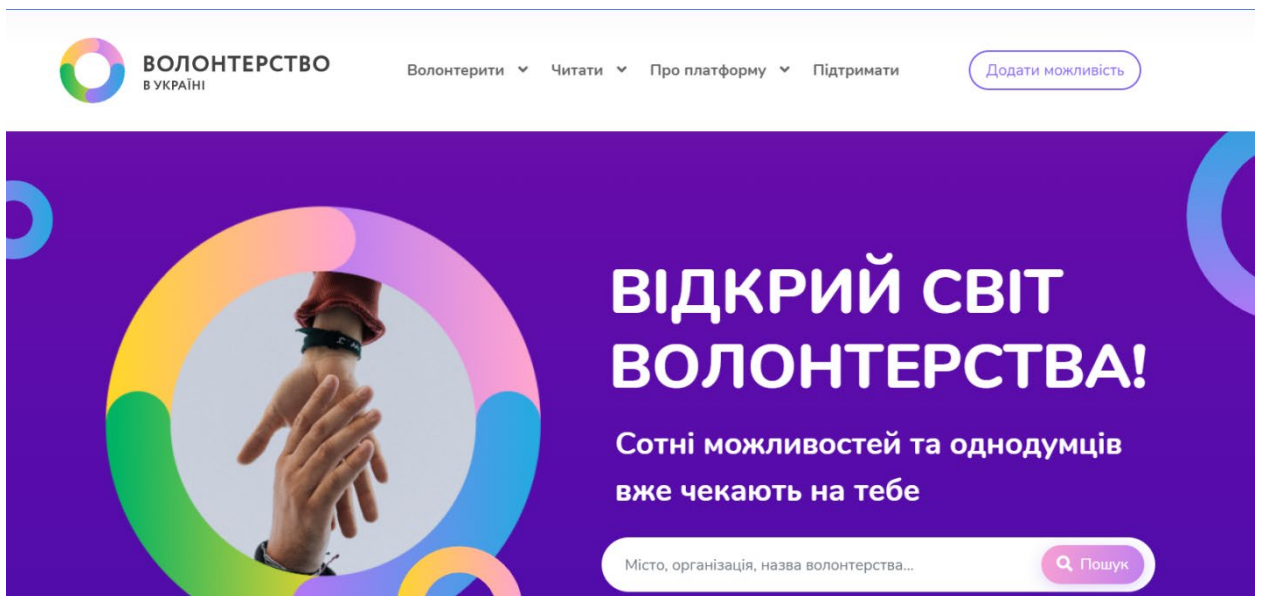 ВОЛОНТЕРСТВО
В УКРАЇНІ
Волонтерити
Читати
Про платформу
Підтримати
Додати можливість
ВІДКРИЙ СВІТ
ВОЛОНТЕРСТВА!
Сотні можливостей та однодумців
вже чекають на тебе
Місто, організація, назва волонтерства...
Пошук